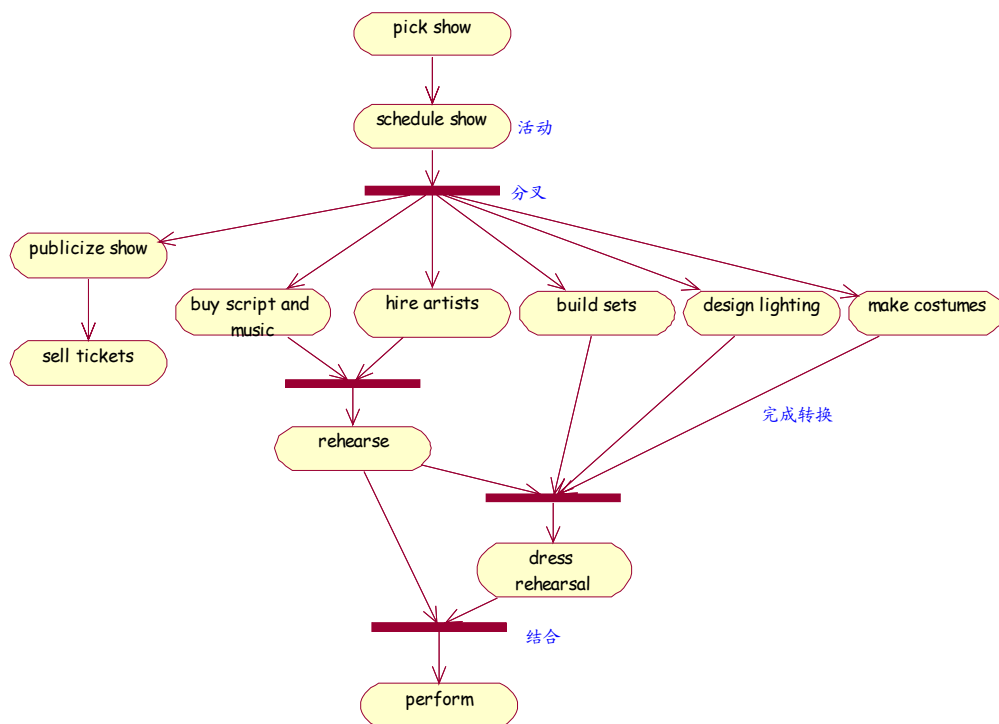 pick show
schedule show
活动
分叉
publicize show
buy script and
music
hire artists
build sets
design lighting
make costumes
sell tickets
完成转换
rehearse
dress
rehearsal
结合
perform